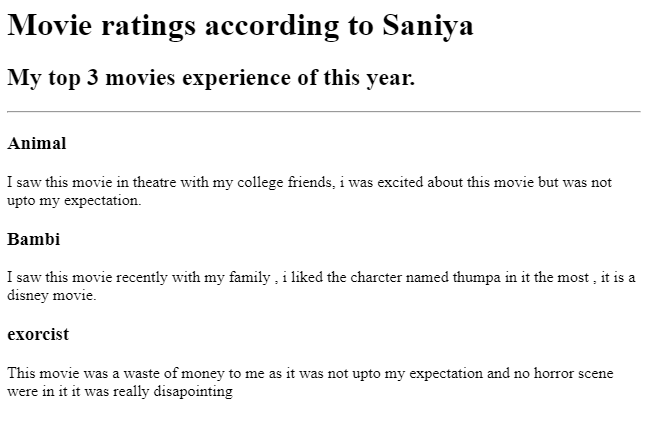 Movie ratings according to Saniya
My top 3 movies experience of this year.
Animal
I saw this movie in theatre with my college friends, i was excited about this movie but was not
upto my expectation.
Bambi
I saw this movie recently with my family , i liked the charcter named thumpa in it the most , it is a
disney movie.
exorcist
This movie was a waste of money to me as it was not upto my expectation and no horror scene
were in it it was really disapointing